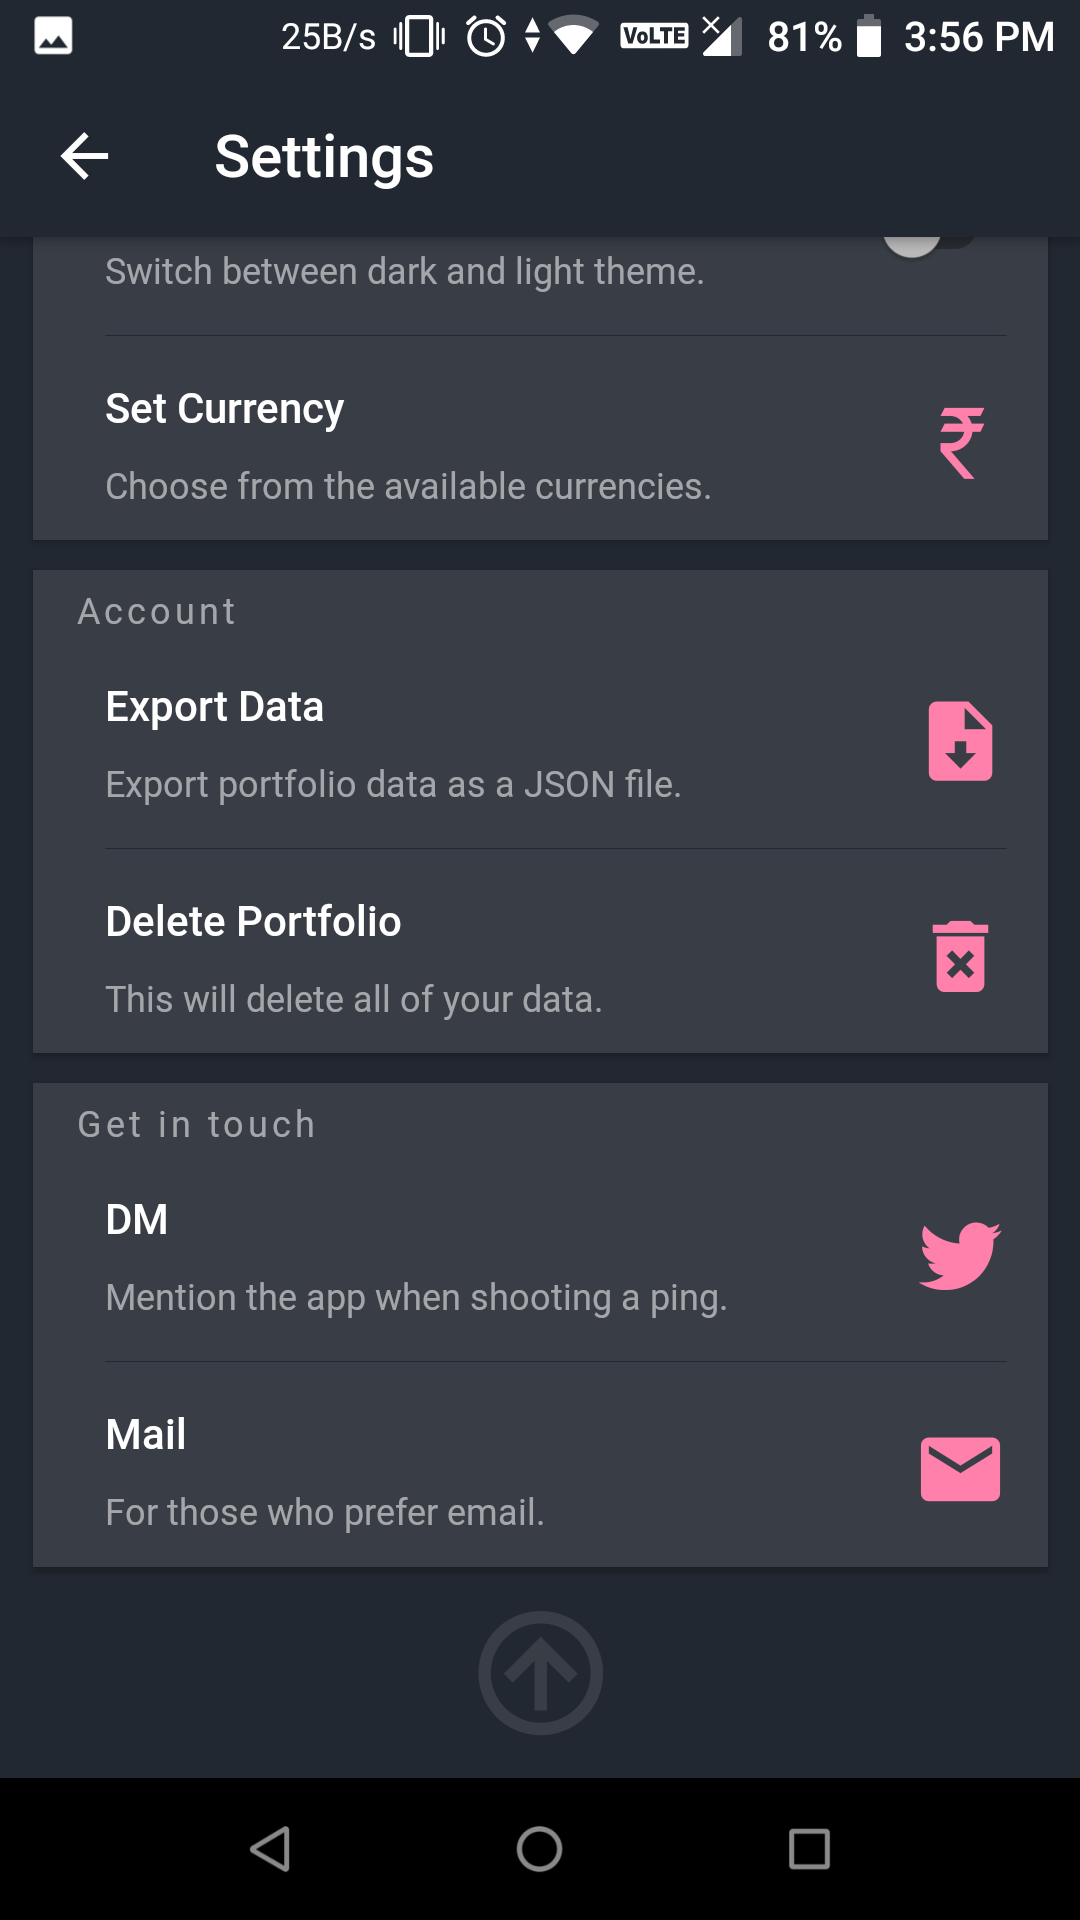 25B/s VoLTE 81% 3:56 PM
Settings
Switch between dark and light theme.
Set Currency
₹
Choose from the available currencies.
Account
Export Data
Export portfolio data as a JSON file.
Delete Portfolio
This will delete all of your data.
Get in touch
DM
Mention the app when shooting a ping.
Mail
For those who prefer email.